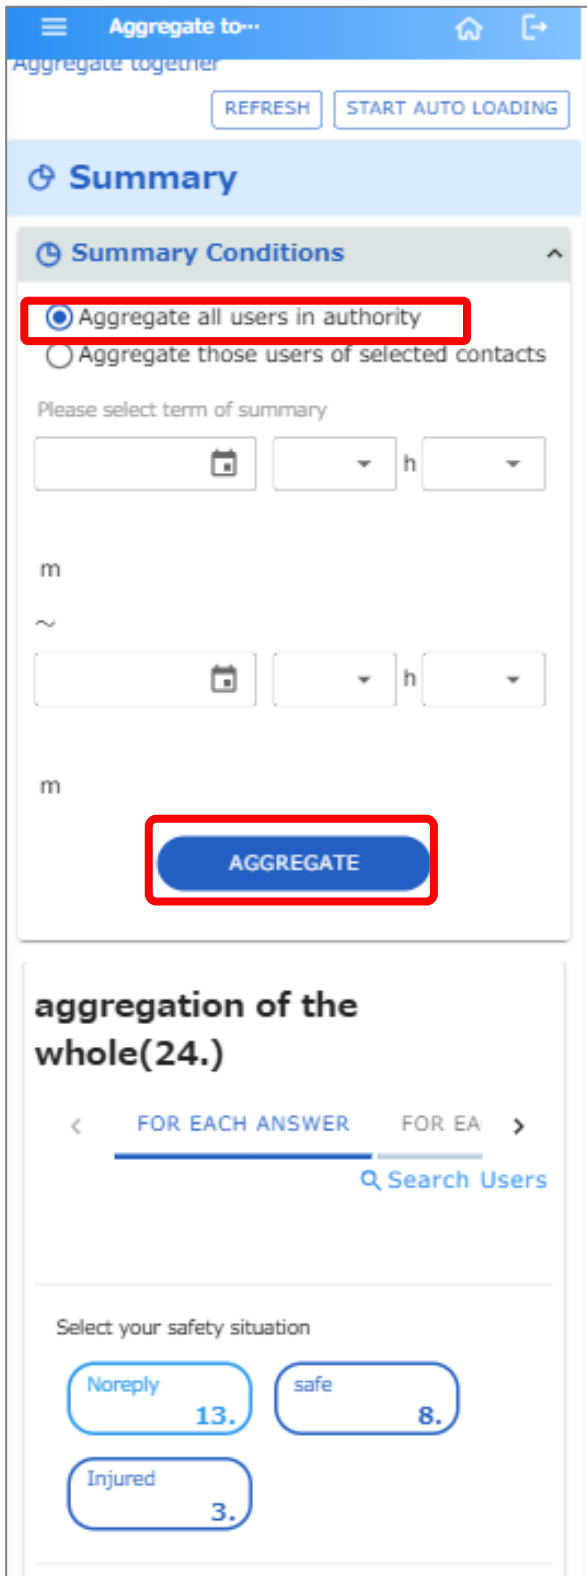 Aggregate to···
Aggregate together
REFRESH START AUTO LOADING
Summary
Summary Conditions
Aggregate all users in authority
Aggregate those users of selected contacts
Please select term of summary
h
m
～
h
m
AGGREGATE
aggregation of the
whole(24.)
FOR EACH ANSWER FOR EA
Search Users
Select your safety situation
Noreply safe
13. 8.
Injured
3.